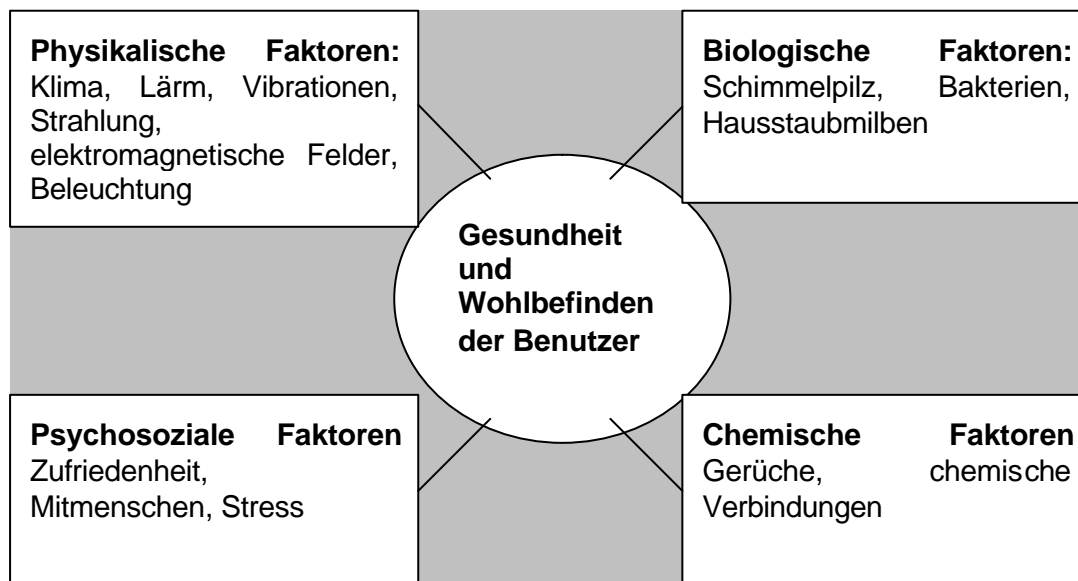 Physikalische Faktoren:
Klima, Lärm, Vibrationen,
Strahlung,
elektromagnetische Felder,
Beleuchtung
Biologische Faktoren:
Schimmelpilz, Bakterien,
Hausstaubmilben
Gesundheit
und
Wohlbefinden
der Benutzer
Psychosoziale Faktoren
Zufriedenheit,
Mitmenschen, Stress
Chemische Faktoren
Gerüche, chemische
Verbindungen